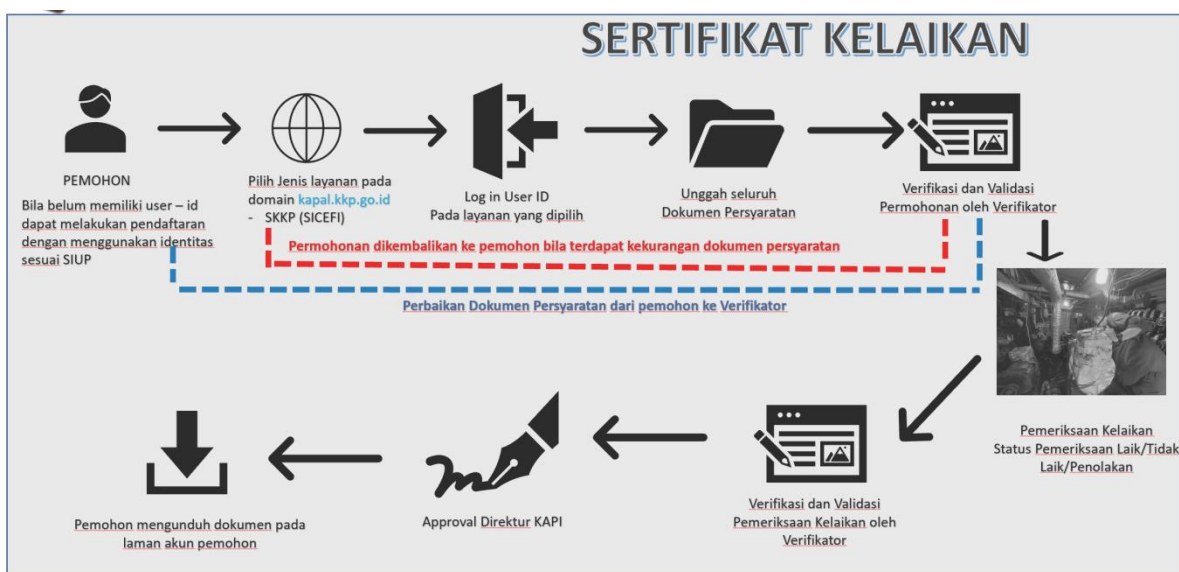 SERTIFIKAT KELAIKAN
PEMOHON
Bila belum memiliki user – id
dapat melakukan pendaftaran
dengan menggunakan identitas
sesuai SIUP
Pilih Jenis layanan pada
domain kapal.kkp.go.id
- SKKP (SICEFI)
Log in User ID
Pada layanan yang dipilih
Unggah seluruh
Dokumen Persyaratan
Verifikasi dan Validasi
Permohonan oleh Verifikator
Permohonan dikembalikan ke pemohon bila terdapat kekurangan dokumen persyaratan
Perbaikan Dokumen Persyaratan dari pemohon ke Verifikator
Pemeriksaan Kelaikan
Status Pemeriksaan Laik/Tidak
Laik/Penolakan
Verifikasi dan Validasi
Pemeriksaan Kelaikan oleh
Verifikator
Approval Direktur KAPI
Pemohon mengunduh dokumen pada
laman akun pemohon